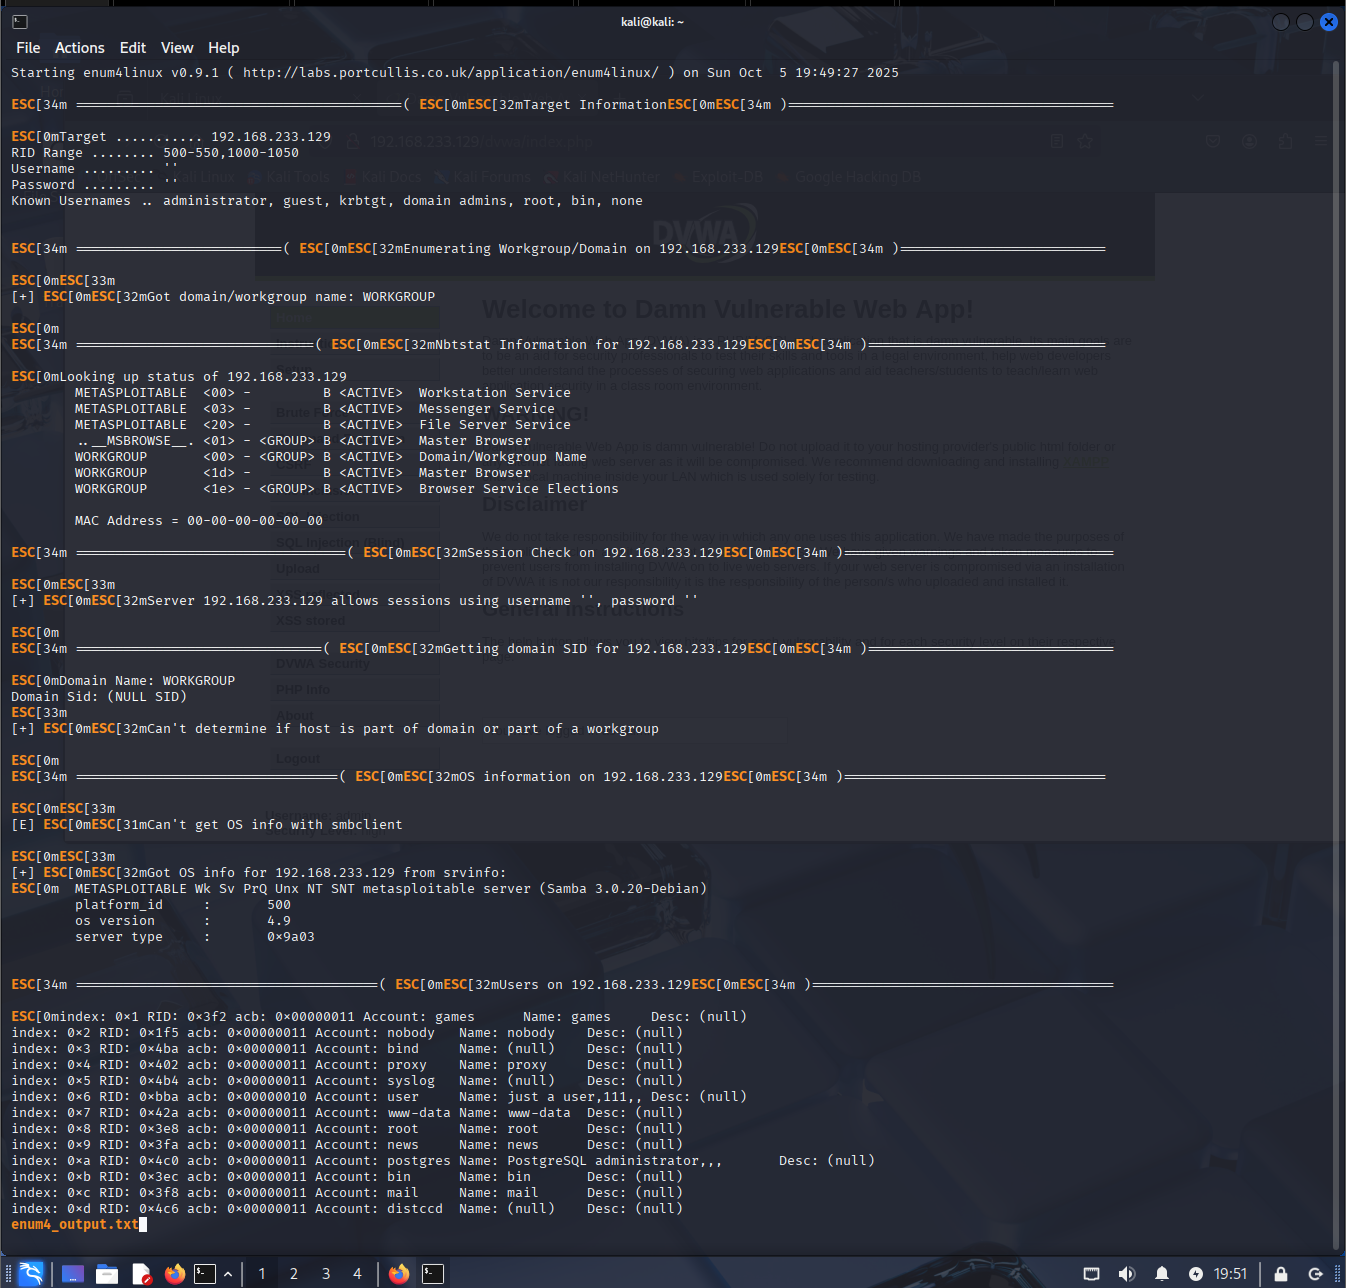 kali@kali: ~
File Actions Edit View Help
Starting enum4linux v0.9.1 ( http://labs.portcullis.co.uk/application/enum4linux/ ) on Sun Oct  5 19:49:27 2025
ESC[34m =========================================( ESC[0mESC[32mTarget InformationESC[0mESC[34m )=========================================
ESC[0mTarget ........... 192.168.233.129
RID Range ........ 500-550,1000-1050
Username ......... ''
Password ......... ''
Known Usernames .. administrator, guest, krbtgt, domain admins, root, bin, none
ESC[34m ==========================( ESC[0mESC[32mEnumerating Workgroup/Domain on 192.168.233.129ESC[0mESC[34m )==========================
ESC[0mESC[33m
[+] ESC[0mESC[32mGot domain/workgroup name: WORKGROUP
ESC[0m
ESC[34m ==============================( ESC[0mESC[32mNbtstat Information for 192.168.233.129ESC[0mESC[34m )==============================
ESC[0mLooking up status of 192.168.233.129
METASPLOITABLE  <00> -         B <ACTIVE>  Workstation Service
METASPLOITABLE  <03> -         B <ACTIVE>  Messenger Service
METASPLOITABLE  <20> -         B <ACTIVE>  File Server Service
..__MSBROWSE__. <01> - <GROUP> B <ACTIVE>  Master Browser
WORKGROUP       <00> - <GROUP> B <ACTIVE>  Domain/Workgroup Name
WORKGROUP       <1d> -         B <ACTIVE>  Master Browser
WORKGROUP       <1e> - <GROUP> B <ACTIVE>  Browser Service Elections
MAC Address = 00-00-00-00-00-00
ESC[34m ==================================( ESC[0mESC[32mSession Check on 192.168.233.129ESC[0mESC[34m )==================================
ESC[0mESC[33m
[+] ESC[0mESC[32mServer 192.168.233.129 allows sessions using username '', password ''
ESC[0m
ESC[34m ===============================( ESC[0mESC[32mGetting domain SID for 192.168.233.129ESC[0mESC[34m )===============================
ESC[0mDomain Name: WORKGROUP
Domain Sid: (NULL SID)
ESC[33m
[+] ESC[0mESC[32mCan't determine if host is part of domain or part of a workgroup
ESC[0m
ESC[34m =================================( ESC[0mESC[32mOS information on 192.168.233.129ESC[0mESC[34m )=================================
ESC[0mESC[33m
[E] ESC[0mESC[31mCan't get OS info with smbclient
ESC[0mESC[33m
[+] ESC[0mESC[32mGot OS info for 192.168.233.129 from srvinfo:
ESC[0m  METASPLOITABLE Wk Sv PrQ Unx NT SNT metasploitable server (Samba 3.0.20-Debian)
platform_id     :       500
os version      :       4.9
server type     :       0x9a03
ESC[34m ======================================( ESC[0mESC[32mUsers on 192.168.233.129ESC[0mESC[34m )======================================
ESC[0mindex: 0x1 RID: 0x3f2 acb: 0x00000011 Account: games      Name: games     Desc: (null)
index: 0x2 RID: 0x1f5 acb: 0x00000011 Account: nobody   Name: nobody    Desc: (null)
index: 0x3 RID: 0x4ba acb: 0x00000011 Account: bind     Name: (null)    Desc: (null)
index: 0x4 RID: 0x402 acb: 0x00000011 Account: proxy    Name: proxy     Desc: (null)
index: 0x5 RID: 0x4b4 acb: 0x00000011 Account: syslog   Name: (null)    Desc: (null)
index: 0x6 RID: 0xbba acb: 0x00000010 Account: user     Name: just a user,111,, Desc: (null)
index: 0x7 RID: 0x42a acb: 0x00000011 Account: www-data Name: www-data  Desc: (null)
index: 0x8 RID: 0x3e8 acb: 0x00000011 Account: root     Name: root      Desc: (null)
index: 0x9 RID: 0x3fa acb: 0x00000011 Account: news     Name: news      Desc: (null)
index: 0xa RID: 0x4c0 acb: 0x00000011 Account: postgres Name: PostgreSQL administrator,,,       Desc: (null)
index: 0xb RID: 0x3ec acb: 0x00000011 Account: bin      Name: bin       Desc: (null)
index: 0xc RID: 0x3f8 acb: 0x00000011 Account: mail     Name: mail      Desc: (null)
index: 0xd RID: 0x4c6 acb: 0x00000011 Account: distccd  Name: (null)    Desc: (null)
enum4_output.txt
1 2 3 4 19:51